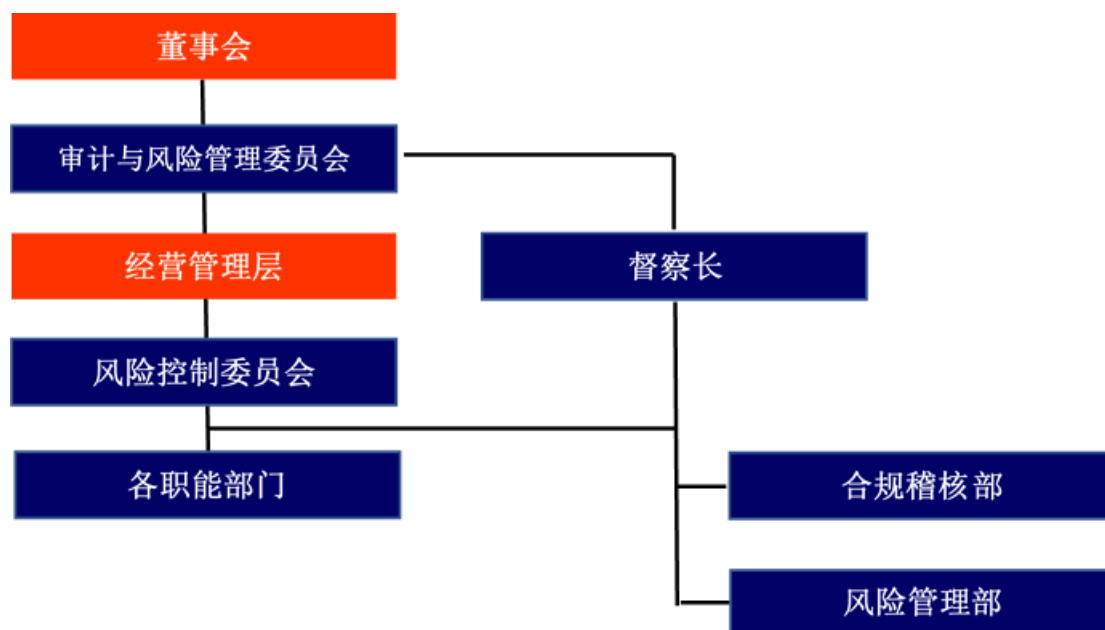 董事会
审计与风险管理委员会
经营管理层
督察长
风险控制委员会
各职能部门
合规稽核部
风险管理部